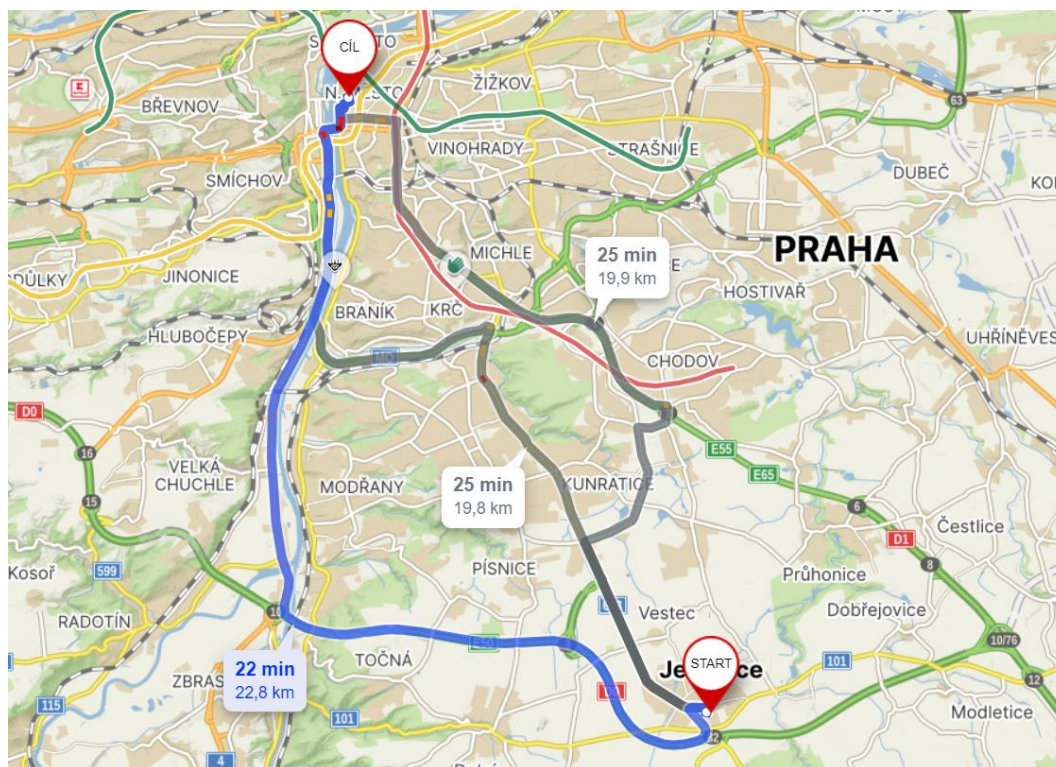 CÍL
ŽIŽKOV
BŘEVNOV
63
VINOHRADY
STRAŠNICE
DUBEČ
SMÍCHOV
PRAHA
MICHLE
25 min
19,9 km
JINONICE
HOSTIVAŘ
BRANÍK
KRČ
HLUBOČEPY
UHŘÍNĚVES
CHODOV
D0
E55
16
VELKÁ
CHUCHLE
E65
25 min
19,8 km
KUNRATICE
MODŘANY
15
6
Čestlice
D1
Kosoř
599
PÍSNICE
8
Průhonice
Vestec
Dobřejovice
RADOTÍN
10
10/76
22 min
22,8 km
TOČNÁ
START
101
12
115
101
Modletice
4
82